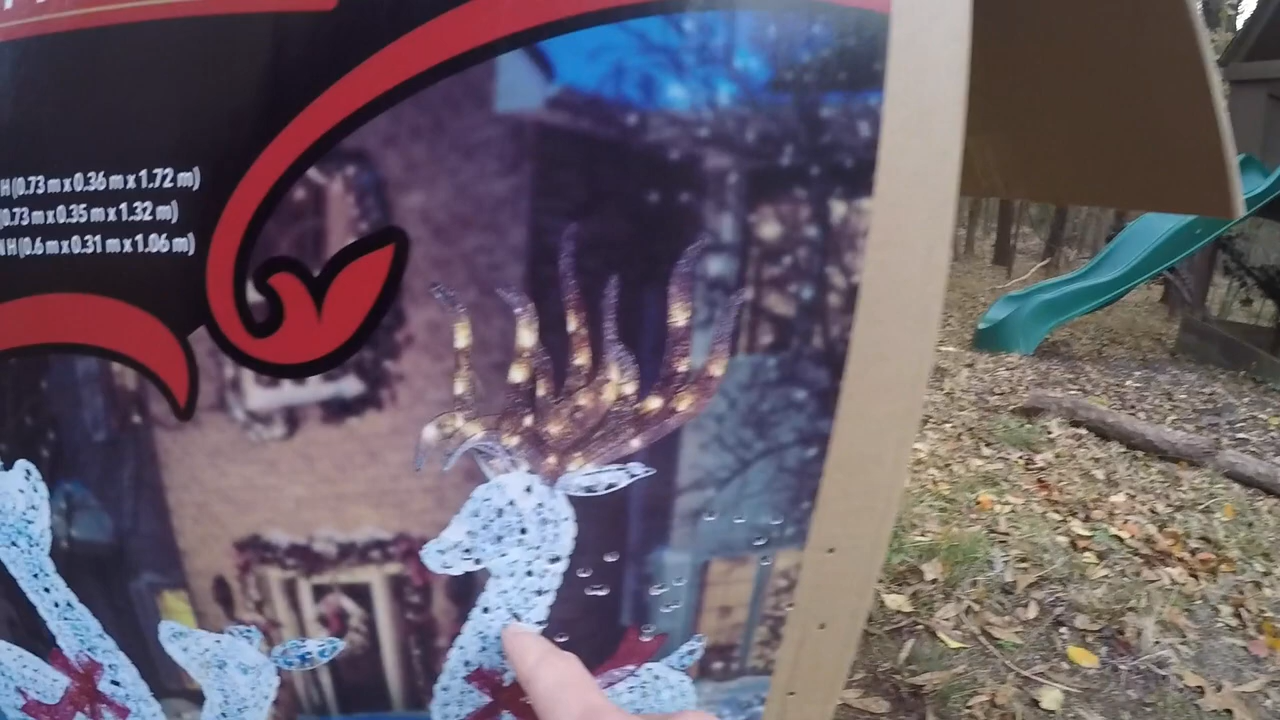 H (0.73 m x 0.36 m x 1.72 m)
(0.73 m x 0.35 m x 1.32 m)
H (0.6 m x 0.31 m x 1.06 m)